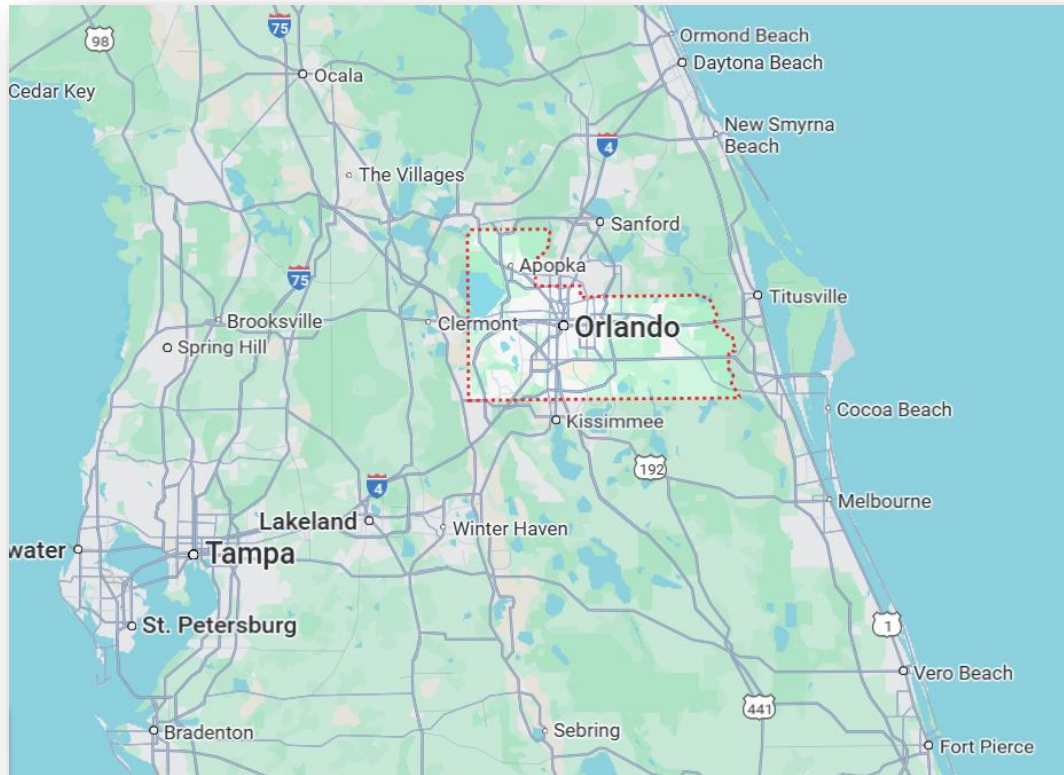 75
98
Ocala
Cedar Key
Ormond Beach
Daytona Beach
New Smyrna
Beach
4
The Villages
Sanford
Apopka
75
Titusville
Brooksville
Clermont
Orlando
Spring Hill
Cocoa Beach
Kissimmee
192
4
Melbourne
Lakeland
Winter Haven
water
Tampa
St. Petersburg
1
Vero Beach
441
Sebring
Bradenton
Fort Pierce